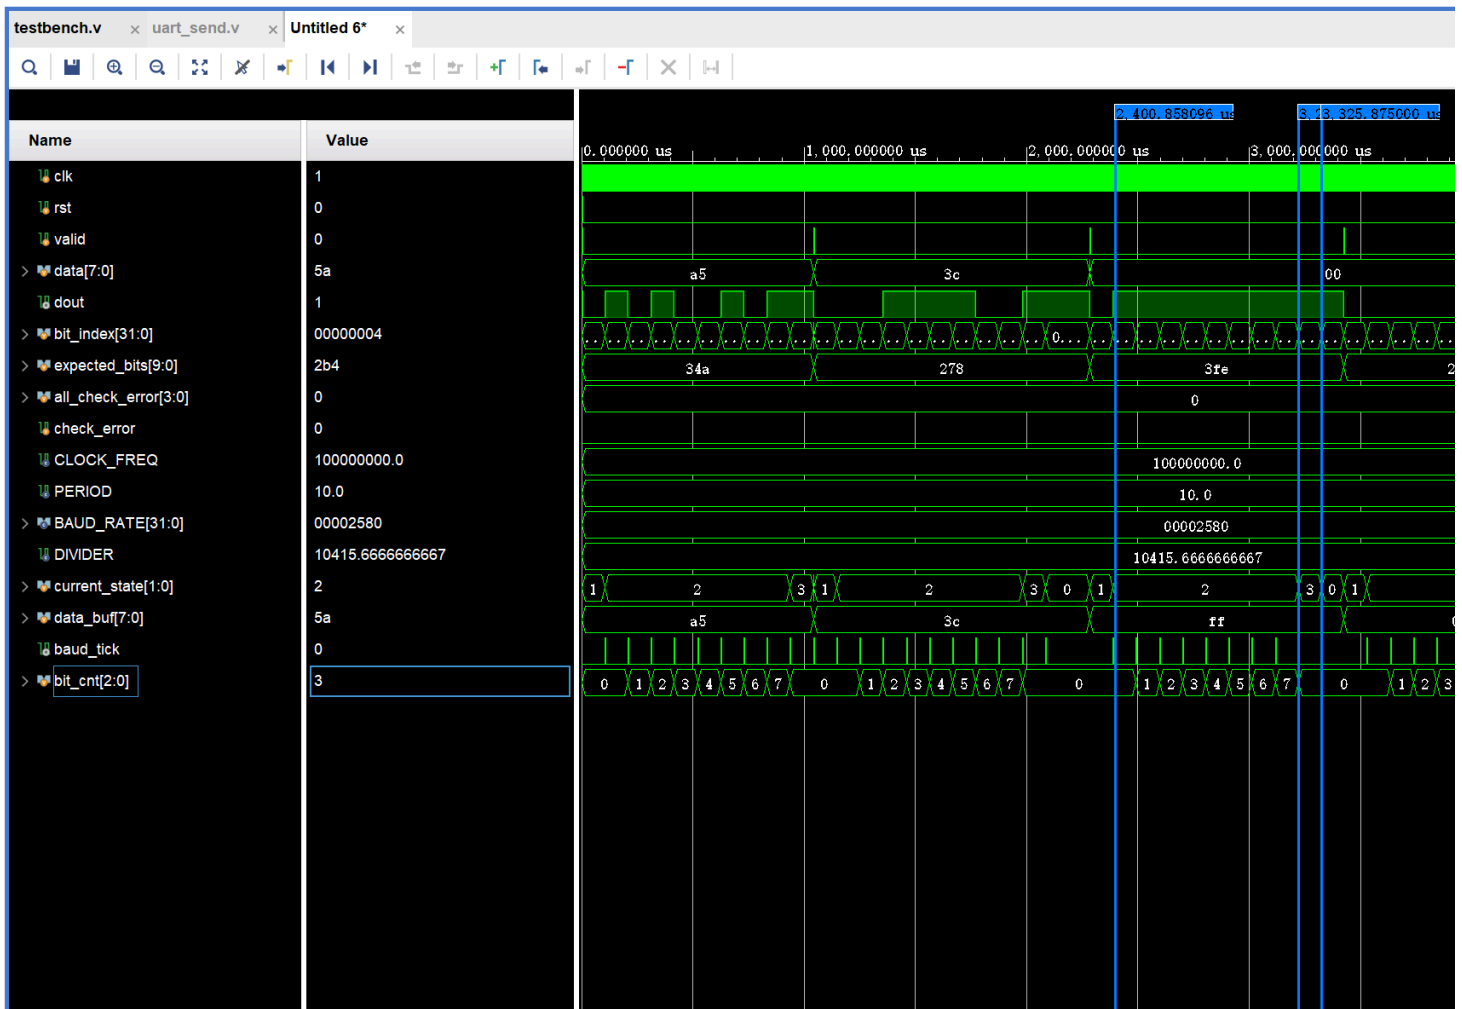 testbench.v × uart_send.v × Untitled 6* ×
2,400.858096 us 3,325.875000 us
Name Value
0.000000 us 1,000.000000 us 2,000.000000 us 3,000.000000 us
clk 1
rst 0
valid 0
data[7:0] 5a a5 3c 00
dout 1
bit_index[31:0] 00000004 0...
expected_bits[9:0] 2b4 34a 278 3fe 2
all_check_error[3:0] 0 0
check_error 0
CLOCK_FREQ 100000000.0 100000000.0
PERIOD 10.0 10.0
BAUD_RATE[31:0] 00002580 00002580
DIVIDER 10415.6666666667 10415.6666666667
current_state[1:0] 2 1 2 3 1 2 3 0 1 2 3 0 1
data_buf[7:0] 5a a5 3c ff
baud_tick 0
bit_cnt[2:0] 3 0 1 2 3 4 5 6 7 0 1 2 3 4 5 6 7 0 1 2 3 4 5 6 7 0 1 2 3